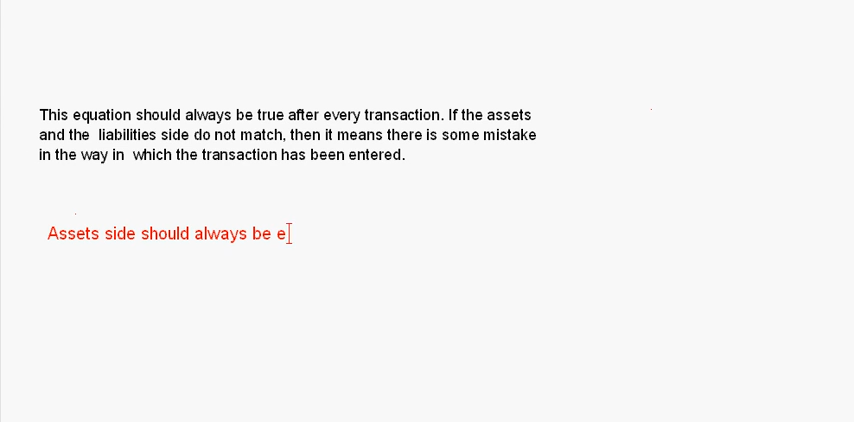 This equation should always be true after every transaction. If the assets
and the  liabilities side do not match, then it means there is some mistake
in the way in  which the transaction has been entered.
Assets side should always be e